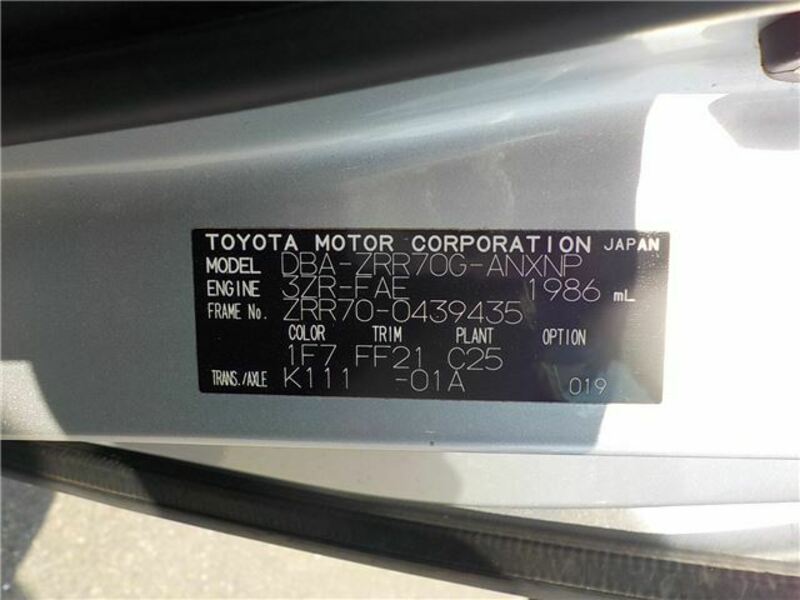 TOYOTA MOTOR CORPORATION JAPAN
MODEL DBA-ZRR70G-ANXNP
ENGINE 3ZR-FAE 1986 mL
FRAME No. ZRR70-0439435
COLOR TRIM PLANT OPTION
1F7 FF21 C25
TRANS./AXLE K111 -01A 019